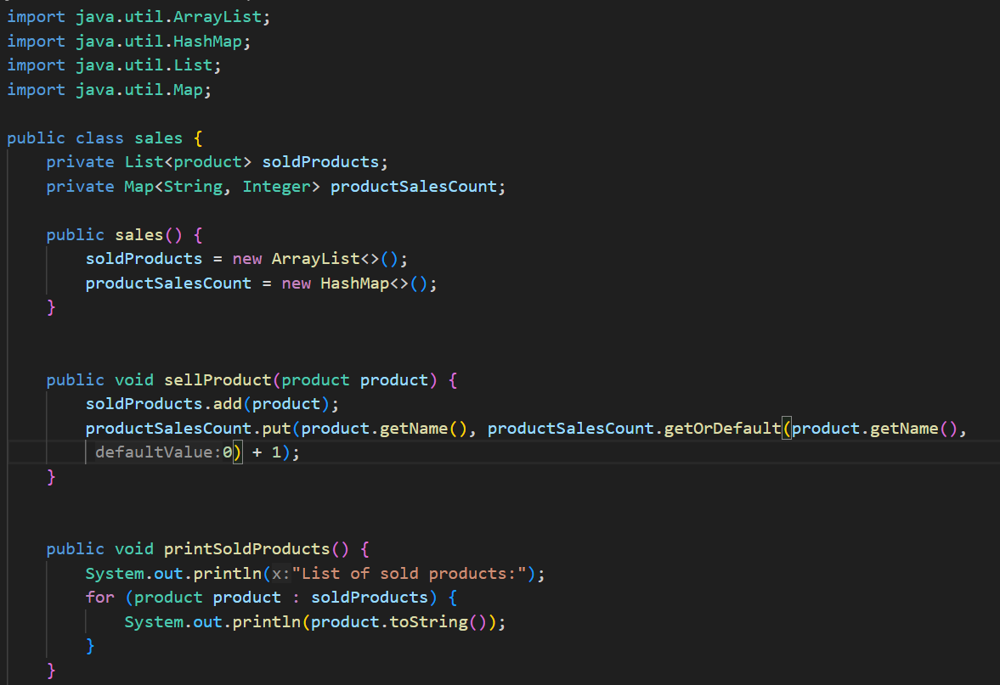 import java.util.ArrayList;
import java.util.HashMap;
import java.util.List;
import java.util.Map;

public class sales {
    private List<product> soldProducts;
    private Map<String, Integer> productSalesCount;

    public sales() {
        soldProducts = new ArrayList<>();
        productSalesCount = new HashMap<>();
    }


    public void sellProduct(product product) {
        soldProducts.add(product);
        productSalesCount.put(product.getName(), productSalesCount.getOrDefault(product.getName(),
         defaultValue:0) + 1);
    }


    public void printSoldProducts() {
        System.out.println(x:"List of sold products:");
        for (product product : soldProducts) {
            System.out.println(product.toString());
        }
    }